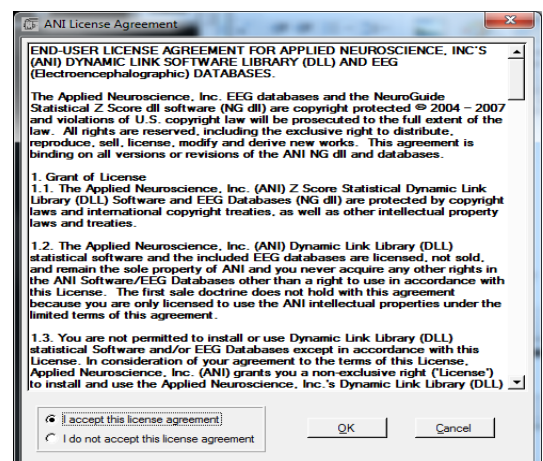 ANI License Agreement
END-USER LICENSE AGREEMENT FOR APPLIED NEUROSCIENCE, INC'S
(ANI) DYNAMIC LINK SOFTWARE LIBRARY (DLL) AND EEG
(Electroencephalographic) DATABASES.
The Applied Neuroscience, Inc. EEG databases and the NeuroGuide
Statistical Z Score dll software (NG dll) are copyright protected © 2004 – 2007
and violations of U.S. copyright law will be prosecuted to the full extent of the
law. All rights are reserved, including the exclusive right to distribute,
reproduce, sell, license, modify and derive new works. This agreement is
binding on all versions or revisions of the ANI NG dll and databases.
1. Grant of License
1.1. The Applied Neuroscience, Inc. (ANI) Z Score Statistical Dynamic Link
Library (DLL) Software and EEG Databases (NG dll) are protected by copyright
laws and international copyright treaties, as well as other intellectual property
laws and treaties.
1.2. The Applied Neuroscience, Inc. (ANI) Dynamic Link Library (DLL)
statistical software and the included EEG databases are licensed, not sold,
and remain the sole property of ANI and you never acquire any other rights in
the ANI Software/EEG Databases other than a right to use in accordance with
this License. The first sale doctrine does not hold with this agreement
because you are only licensed to use the ANI intellectual properties under the
limited terms of this agreement.
1.3. You are not permitted to install or use Dynamic Link Library (DLL)
statistical Software and/or EEG Databases except in accordance with this
License. In consideration of your agreement to the terms of this License,
Applied Neuroscience, Inc. (ANI) grants you a non-exclusive right ("License")
to install and use the Applied Neuroscience, Inc.'s Dynamic Link Library (DLL)
I accept this license agreement
I do not accept this license agreement
OK
Cancel